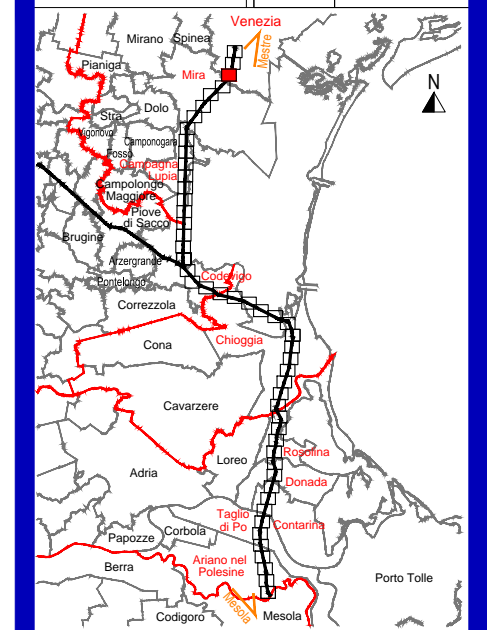 Venezia
Mirano
Spinea
Mestre
Pianiga
Mira
N
Dolo
Stra
Vigonovo
Camponogara
Fosso
Campagna
Lupia
Campolongo
Maggiore
Piove
di Sacco
Brugine
Arzergrande
Pontelongo
Codevigo
Correzzola
Chioggia
Cona
Cavarzere
Loreo
Rosolina
Adria
Donada
Taglio
di Po
Contarina
Corbola
Papozze
Ariano nel
Polesine
Berra
Porto Tolle
Mesola
Mesola
Codigoro